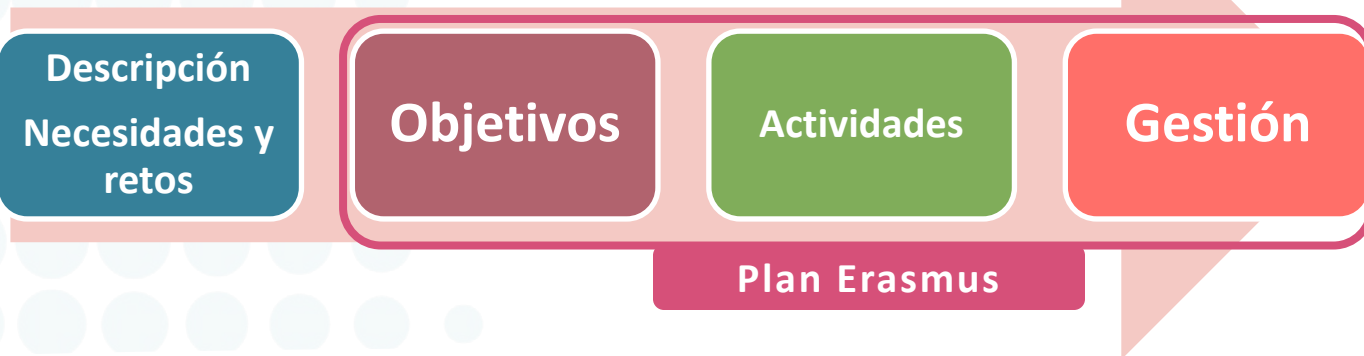 Descripción
Necesidades y
retos
Objetivos
Actividades
Gestión
Plan Erasmus